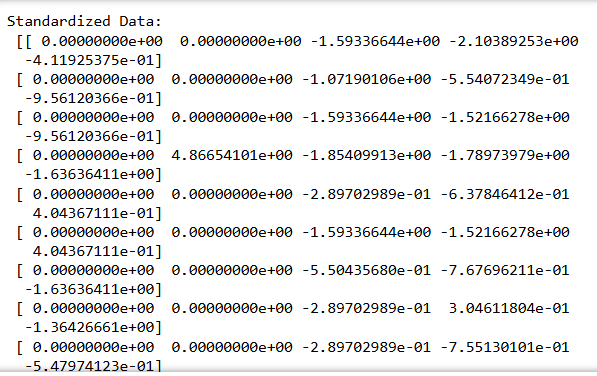 Standardized Data:
[[ 0.00000000e+00  0.00000000e+00 -1.59336644e+00 -2.10389253e+00
  -4.11925375e-01]
 [ 0.00000000e+00  0.00000000e+00 -1.07190106e+00 -5.54072349e-01
  -9.56120366e-01]
 [ 0.00000000e+00  0.00000000e+00 -1.59336644e+00 -1.52166278e+00
  -9.56120366e-01]
 [ 0.00000000e+00  4.86654101e+00 -1.85409913e+00 -1.78973979e+00
  -1.63636411e+00]
 [ 0.00000000e+00  0.00000000e+00 -2.89702989e-01 -6.37846412e-01
   4.04367111e-01]
 [ 0.00000000e+00  0.00000000e+00 -1.59336644e+00 -1.52166278e+00
   4.04367111e-01]
 [ 0.00000000e+00  0.00000000e+00 -5.50435680e-01 -7.67696211e-01
  -1.63636411e+00]
 [ 0.00000000e+00  0.00000000e+00 -2.89702989e-01  3.04611804e-01
  -1.36426661e+00]
 [ 0.00000000e+00  0.00000000e+00 -2.89702989e-01 -7.55130101e-01
  -5.47974123e-01]